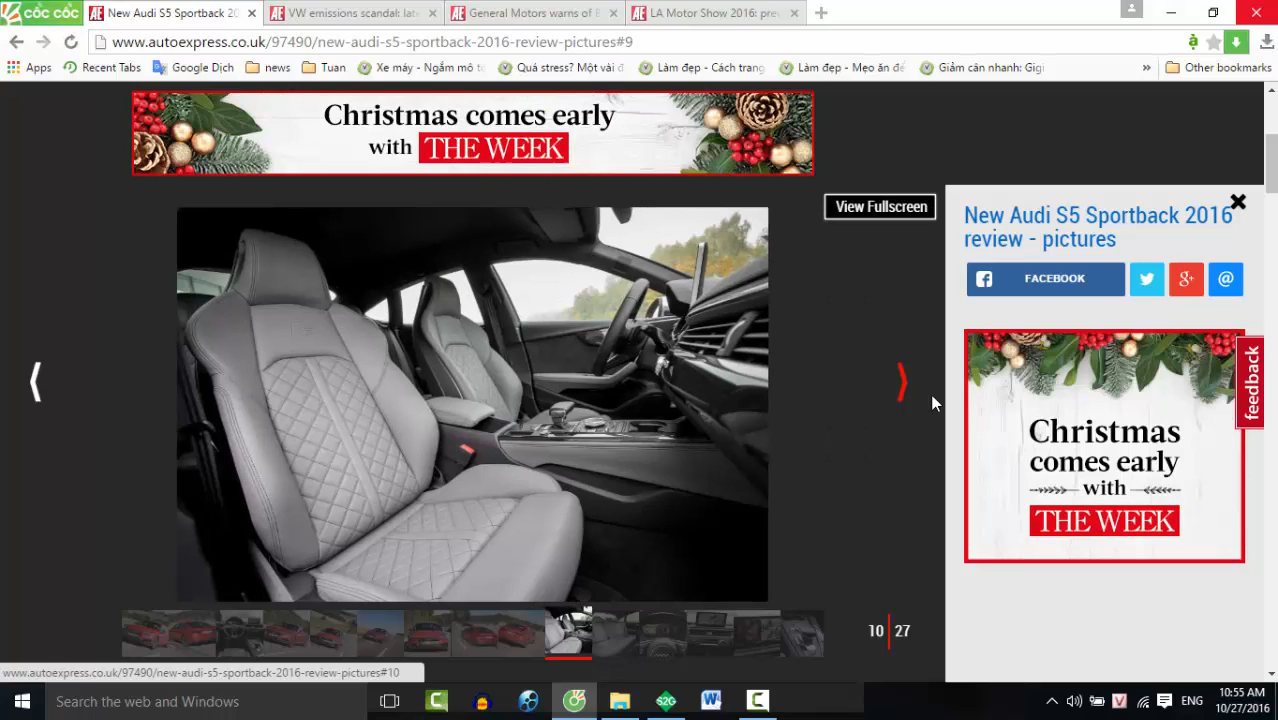 cốc cốc
New Audi S5 Sportback 20
VW emissions scandal: late
General Motors warns of B
LA Motor Show 2016: prev
www.autoexpress.co.uk/97490/new-audi-s5-sportback-2016-review-pictures#9
Apps
Recent Tabs
Google Dịch
news
Tuan
Xe máy - Ngắm mô tô
Quá stress? Một vài đ
Làm đẹp - Cách trang
Làm đẹp - Mẹo ăn để
Giảm cân nhanh: Gigi
»
Other bookmarks
Christmas comes early
with THE WEEK
View Fullscreen
New Audi S5 Sportback 2016
review - pictures
FACEBOOK
feedback
Christmas
comes early
with
THE WEEK
10 27
www.autoexpress.co.uk/97490/new-audi-s5-sportback-2016-review-pictures#10
Search the web and Windows
ENG
10:55 AM
10/27/2016